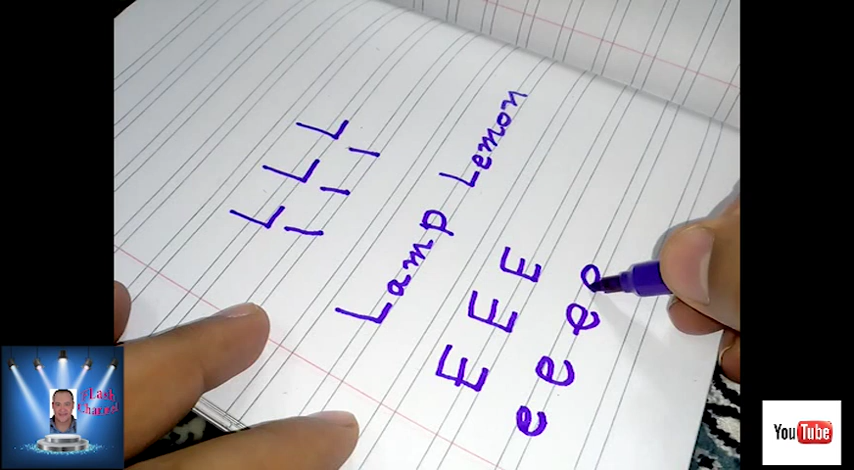 L L L
l l l
Lamp Lemon
E E E
e e e e
FLash
Channel
YouTube